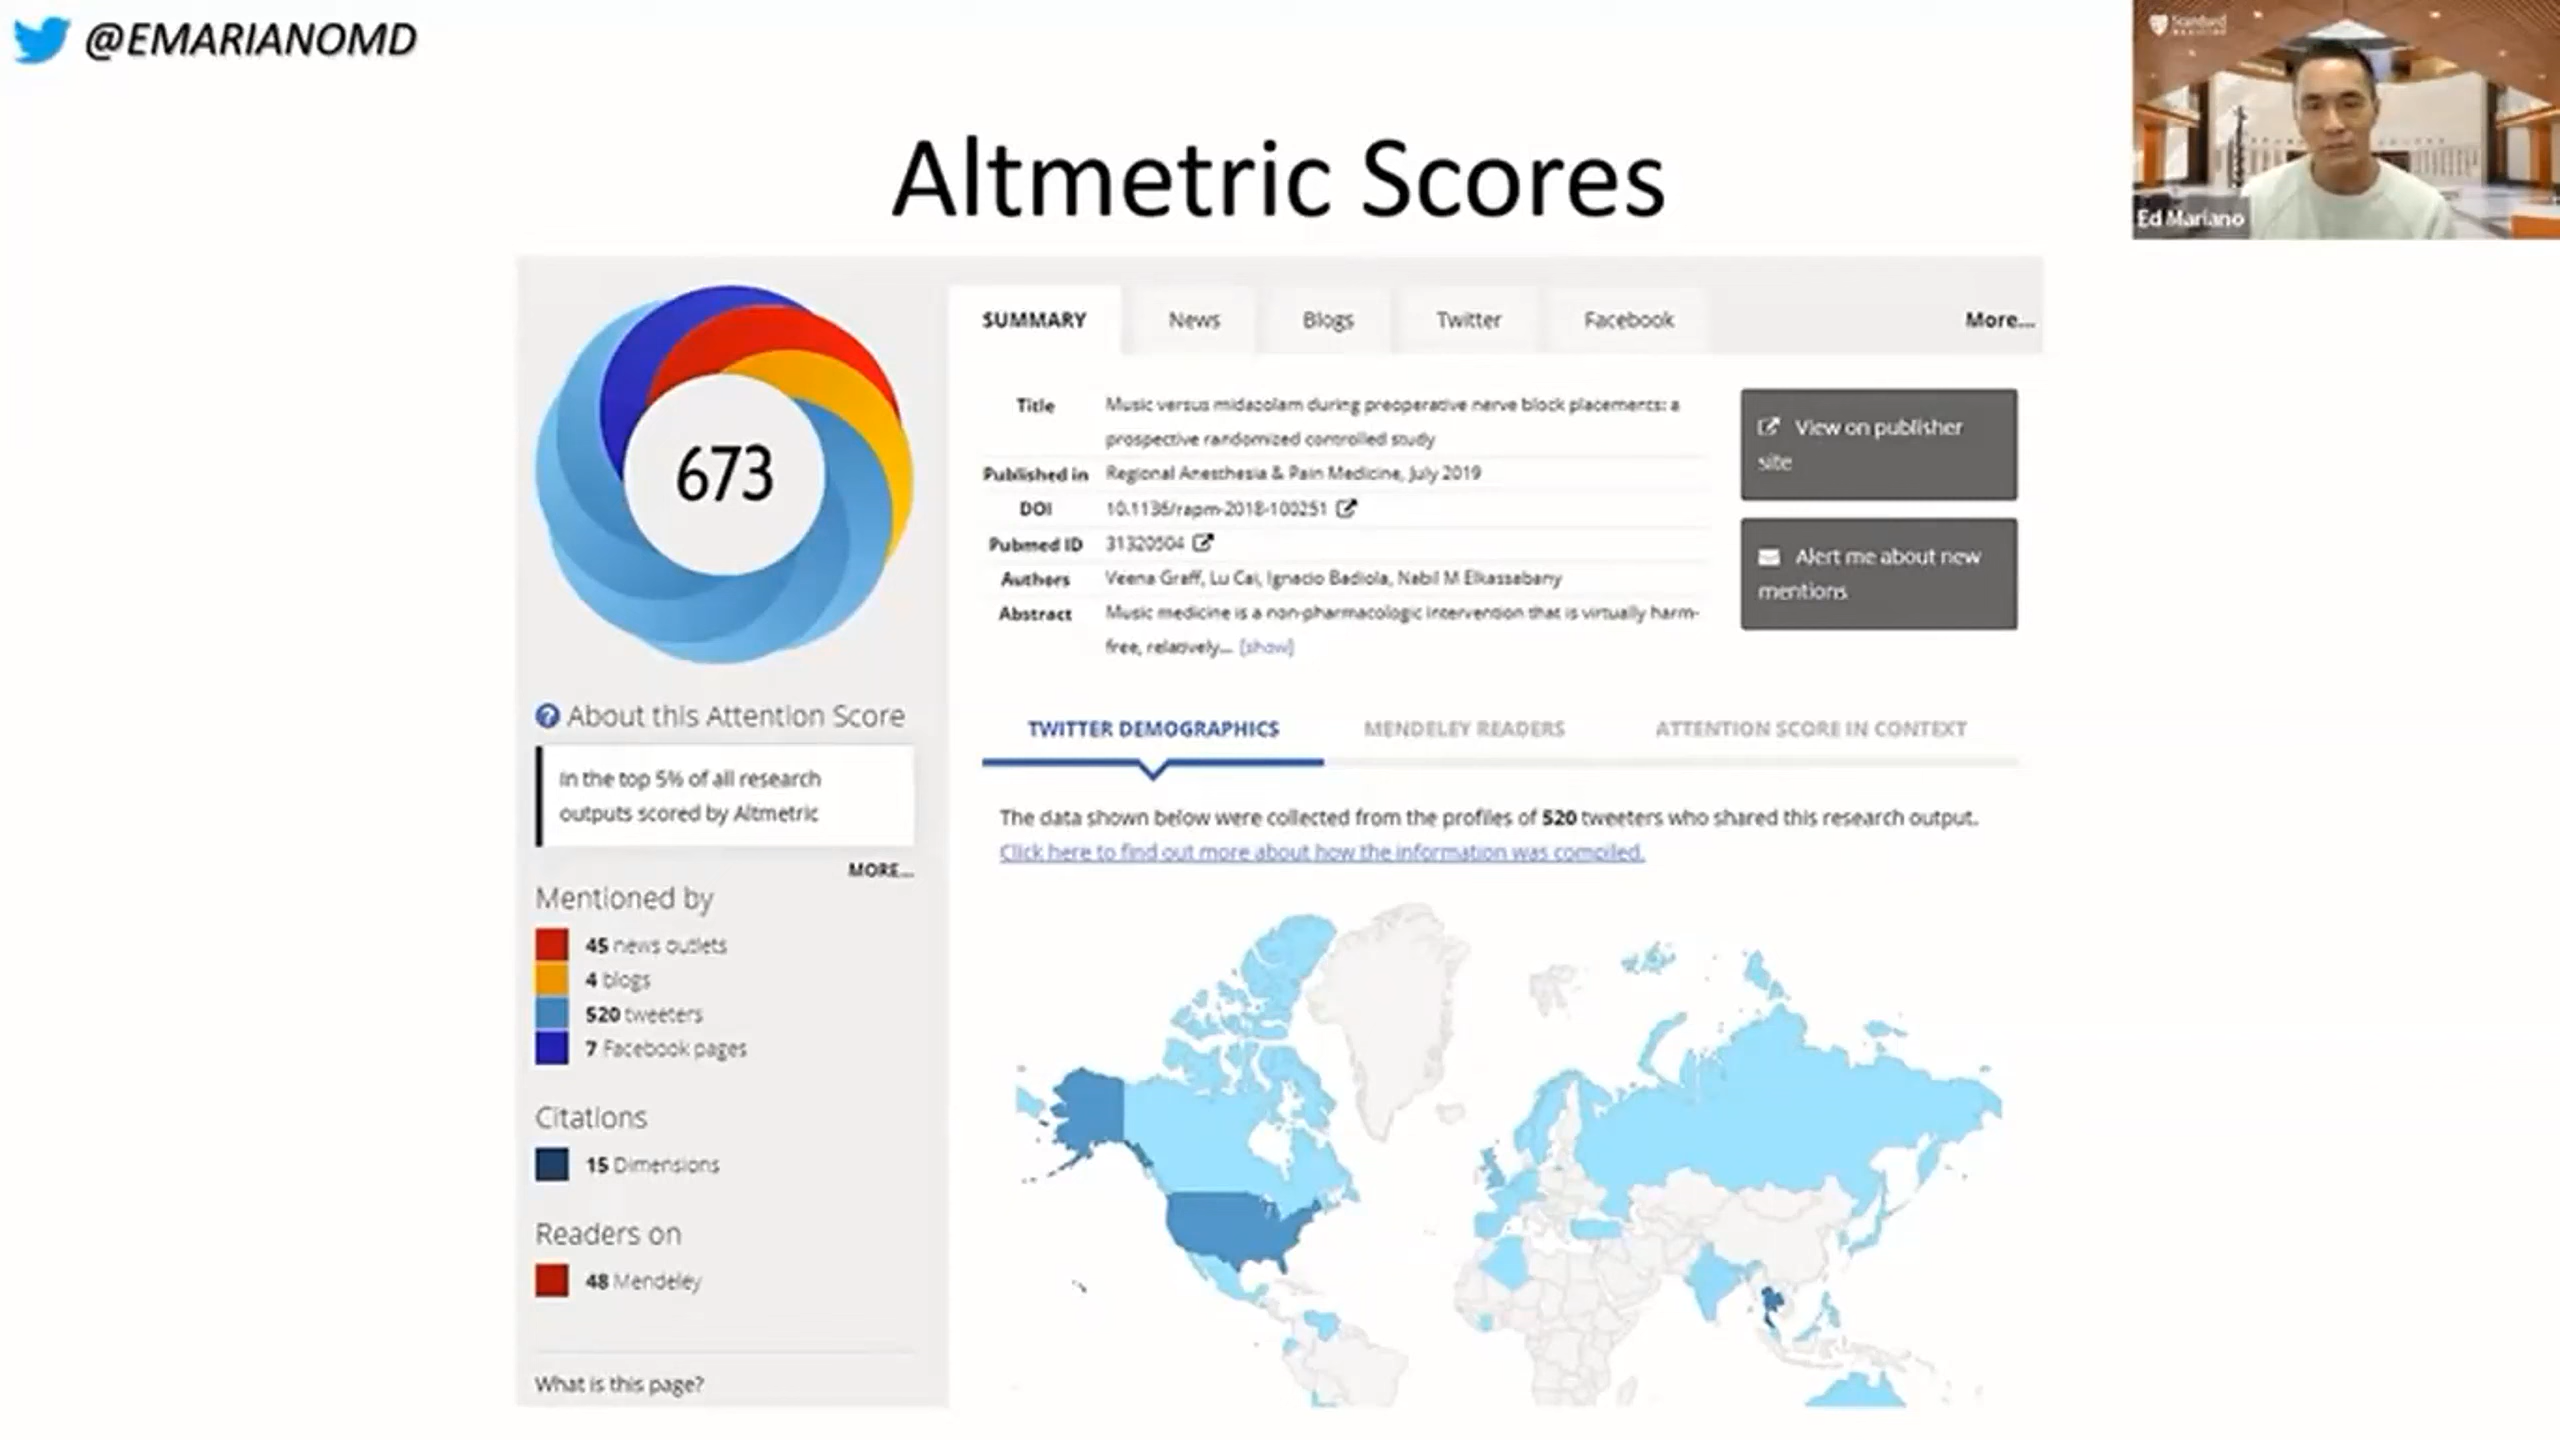 @EMARIANOMD
Stanford
MEDICINE
Ed Mariano
Altmetric Scores
673
SUMMARY
News
Blogs
Twitter
Facebook
More...
Title
Music versus midazolam during preoperative nerve block placements: a
prospective randomized controlled study
Published in
Regional Anesthesia & Pain Medicine, July 2019
DOI
10.1136/rapm-2018-100251
Pubmed ID
31320504
Authors
Veena Graff, Lu Cai, Ignacio Badiola, Nabil M Elkassabany
Abstract
Music medicine is a non-pharmacologic intervention that is virtually harm-
free, relatively... [show]
View on publisher
site
Alert me about new
mentions
About this Attention Score
In the top 5% of all research
outputs scored by Altmetric
MORE...
Mentioned by
45 news outlets
4 blogs
520 tweeters
7 Facebook pages
Citations
15 Dimensions
Readers on
48 Mendeley
What is this page?
TWITTER DEMOGRAPHICS
MENDELEY READERS
ATTENTION SCORE IN CONTEXT
The data shown below were collected from the profiles of 520 tweeters who shared this research output.
Click here to find out more about how the information was compiled.